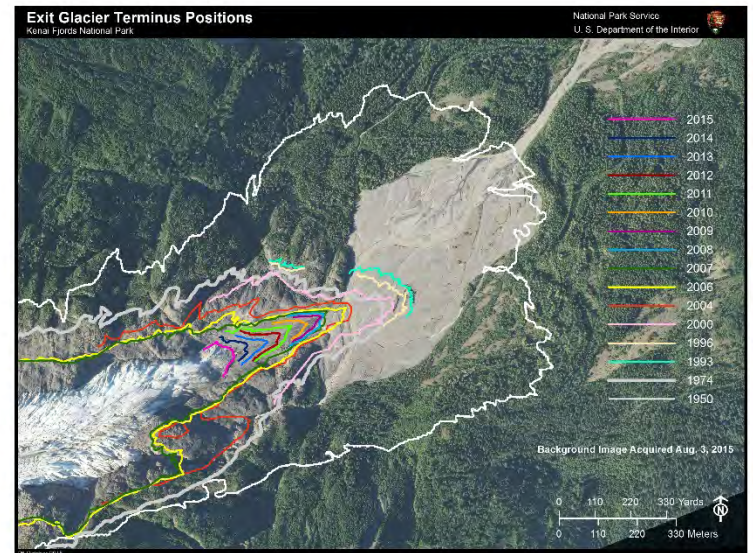 Exit Glacier Terminus Positions
Kenai Fjords National Park
National Park Service
U. S. Department of the Interior
2015
2014
2013
2012
2011
2010
2009
2008
2007
2006
2004
2000
1996
1993
1974
1950
Background Image Acquired Aug. 3, 2015
0 110 220 330 Yards
N
0 110 220 330 Meters